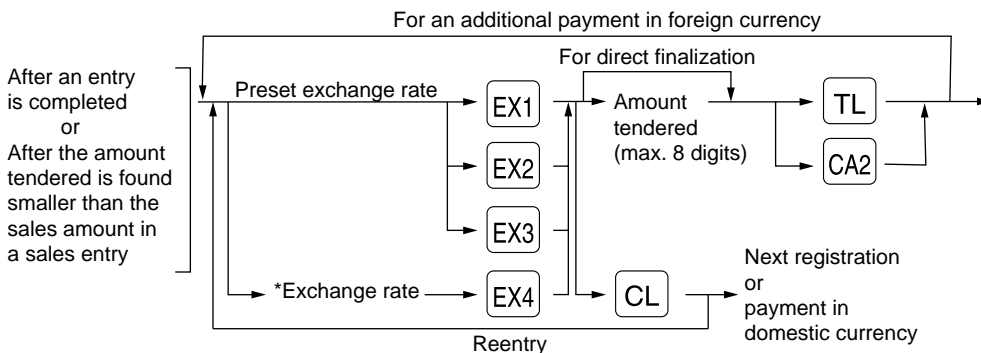 For an additional payment in foreign currency
For direct finalization
After an entry
is completed
or
After the amount
tendered is found
smaller than the
sales amount in
a sales entry
Preset exchange rate
EX1
EX2
EX3
*Exchange rate
EX4
Amount
tendered
(max. 8 digits)
TL
CA2
CL
Next registration
or
payment in
domestic currency
Reentry